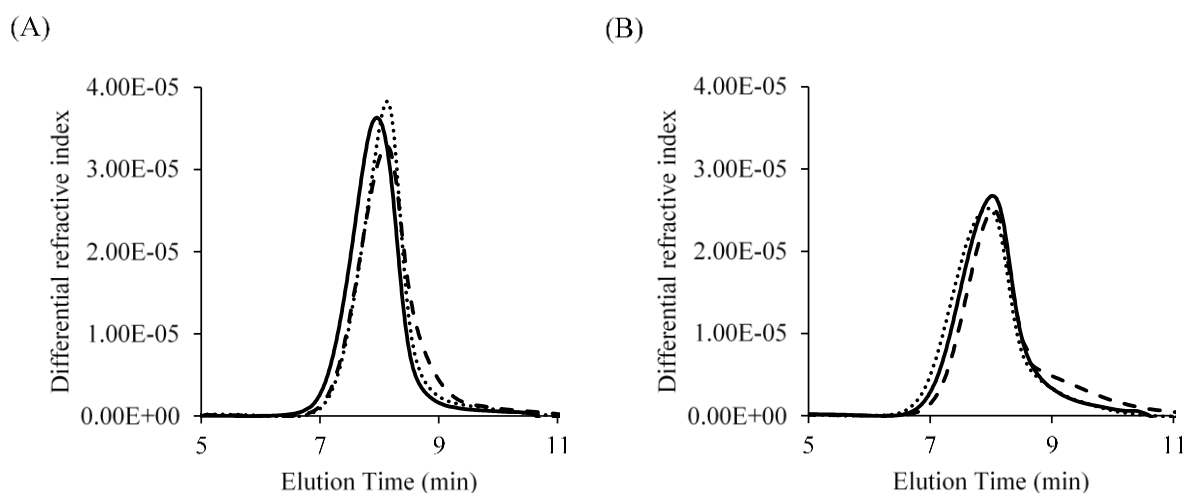 (A)
Differential refractive index
4.00E-05
3.00E-05
2.00E-05
1.00E-05
0.00E+00
5
7
9
11
Elution Time (min)
(B)
Differential refractive index
4.00E-05
3.00E-05
2.00E-05
1.00E-05
0.00E+00
5
7
9
11
Elution Time (min)